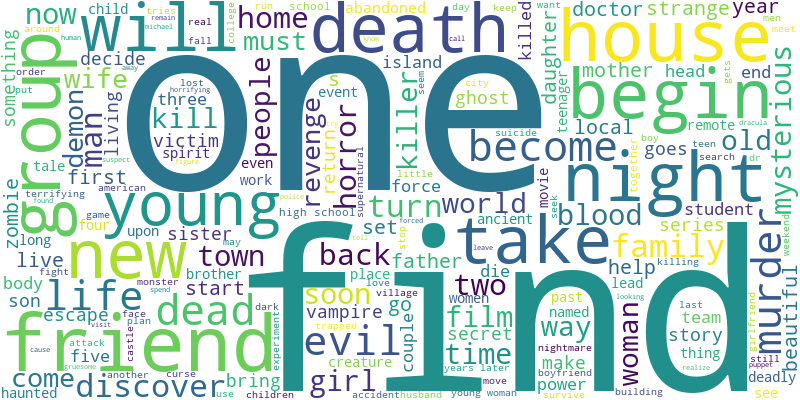 now
child
tries
real
fall
college
run
school
abandoned
day
keep
killed
doctor
strange
year
men
want
meet
will
home
death
house
around
remain
michael
human
away
call
know
must
something
put
order
decide
lost
horrifying
seem
island
killer
city
ghost
daughter
mother
head
end
gets
teenager
wife
group
demon
man
living
three
kill
victim
spirit
people
even
s
event
return
revenge
horror
supernatural
little
suicide
boy
local
remote
dracula
begin
mysterious
one
tale
suspect
first
figure
work
force
become
goes
teen
search
dr
old
together
zombie
terrifying
american
found
game
four
upon
high school
police
turn
world
movie
ancient
seek
night
student
weekend
long
young
may
sister
set
stop
forced
blood
series
live
fight
new
town
brother
back
father
tell
take
leave
family
killing
help
body
son
monster
spend
start
place
love
die
two
women
past
lead
looking
woman
murder
beautiful
life
soon
village
go
couple
film
named
last
team
girlfriend
escape
face
plan
dark
vampire
secret
way
story
friend
dead
experiment
evil
trapped
nightmare
thing
still
puppet
visit
castle
cause
attack
five
creature
time
make
boyfriend
realize
deadly
come
gruesome
another
curse
bring
girl
years later
power
see
haunted
discover
use
children
accident
husband
move
young woman
survive
building
find